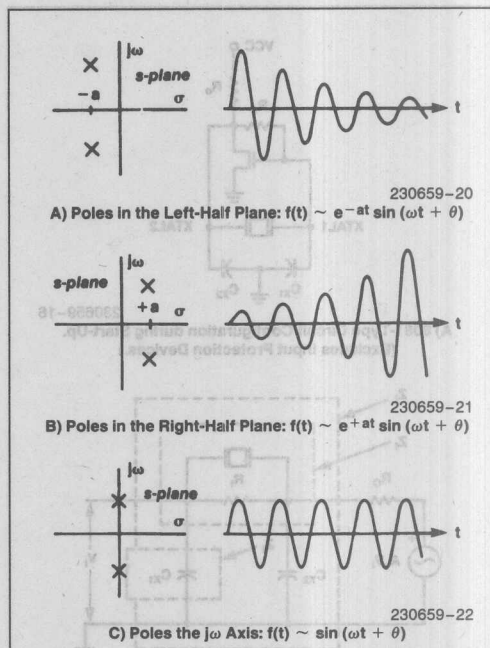 jω
s-plane
−a
σ
t
230659–20
A) Poles in the Left-Half Plane: f(t) ~ e−at sin (ωt + θ)
jω
s-plane
+a
σ
t
230659–21
B) Poles in the Right-Half Plane: f(t) ~ e+at sin (ωt + θ)
jω
s-plane
σ
t
230659–22
C) Poles the jω Axis: f(t) ~ sin (ωt + θ)